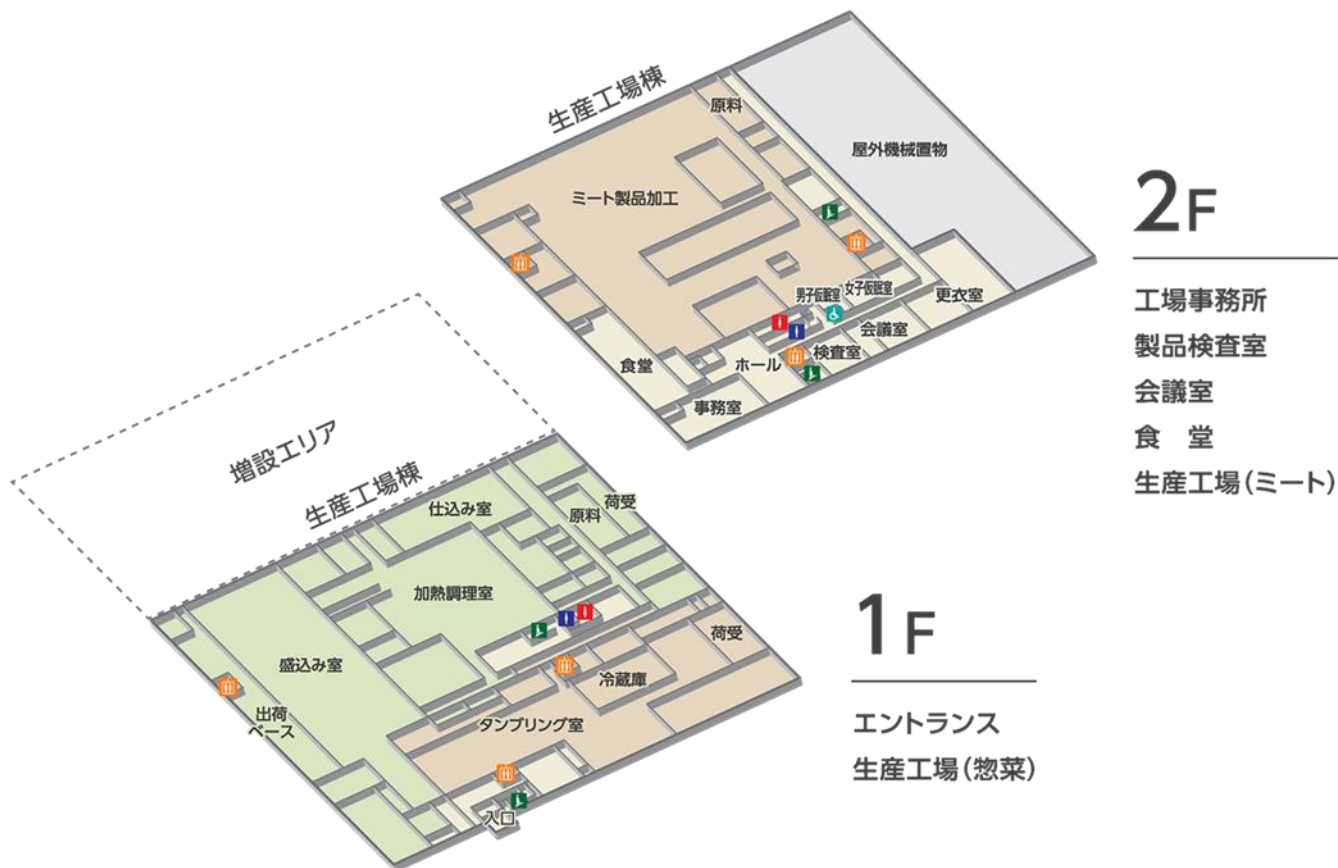 生産工場棟
原料
屋外機械置物
ミート製品加工
男子仮眠室
女子仮眠室
更衣室
会議室
検査室
ホール
食堂
事務室
2F
工場事務所
製品検査室
会議室
食　堂
生産工場（ミート）
増設エリア
生産工場棟
仕込み室
原料
荷受
加熱調理室
荷受
盛込み室
冷蔵庫
出荷
ベース
タンブリング室
入口
1F
エントランス
生産工場（惣菜）